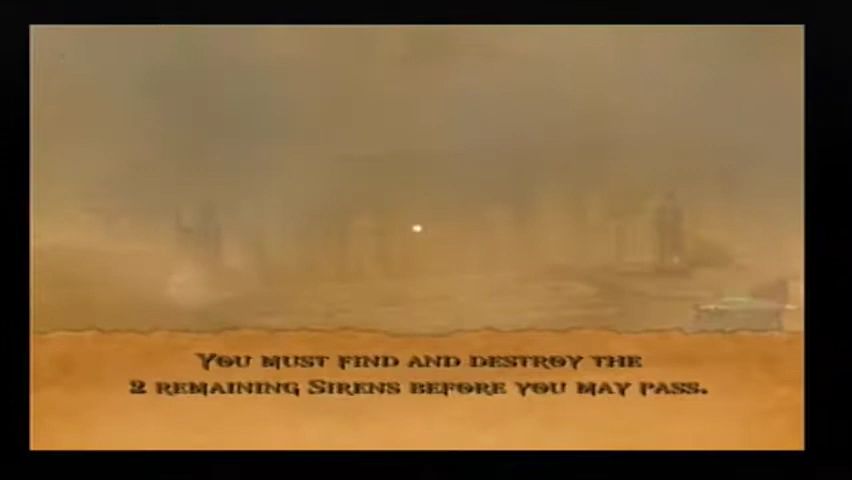 You must find and destroy the
2 remaining Sirens before you may pass.